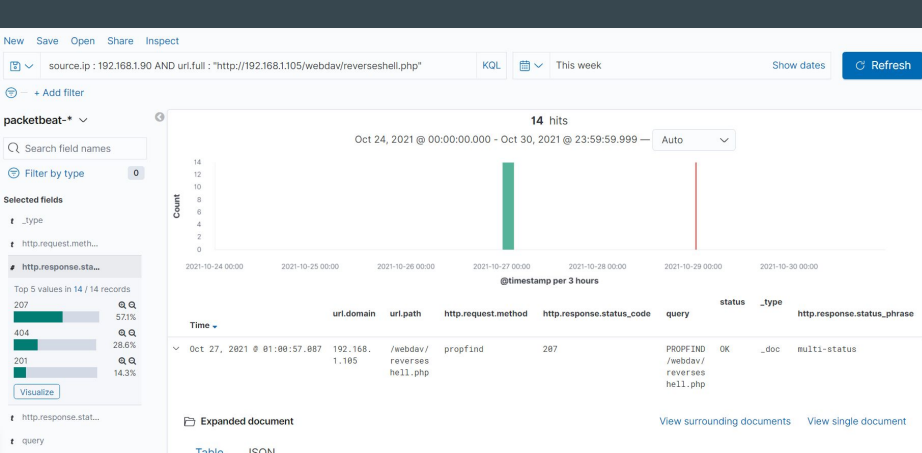 New Save Open Share Inspect
source.ip : 192.168.1.90 AND url.full : "http://192.168.1.105/webdav/reverseshell.php" KQL This week Show dates Refresh
+ Add filter
packetbeat-*
Search field names
Filter by type 0
Selected fields
t _type
t http.request.meth...
# http.response.sta...
Top 5 values in 14 / 14 records
207
57.1%
404
28.6%
201
14.3%
Visualize
t http.response.stat...
t query
14 hits
Oct 24, 2021 @ 00:00:00.000 - Oct 30, 2021 @ 23:59:59.999 — Auto
Count
14
12
10
8
6
4
2
0
2021-10-24 00:00 2021-10-25 00:00 2021-10-26 00:00 2021-10-27 00:00 2021-10-28 00:00 2021-10-29 00:00 2021-10-30 00:00
@timestamp per 3 hours
Time url.domain url.path http.request.method http.response.status_code query status _type http.response.status_phrase
Oct 27, 2021 @ 01:00:57.087 192.168. /webdav/ propfind 207 PROPFIND OK _doc multi-status
1.105 reverses /webdav/
hell.php reverses
hell.php
Expanded document View surrounding documents View single document
Table JSON